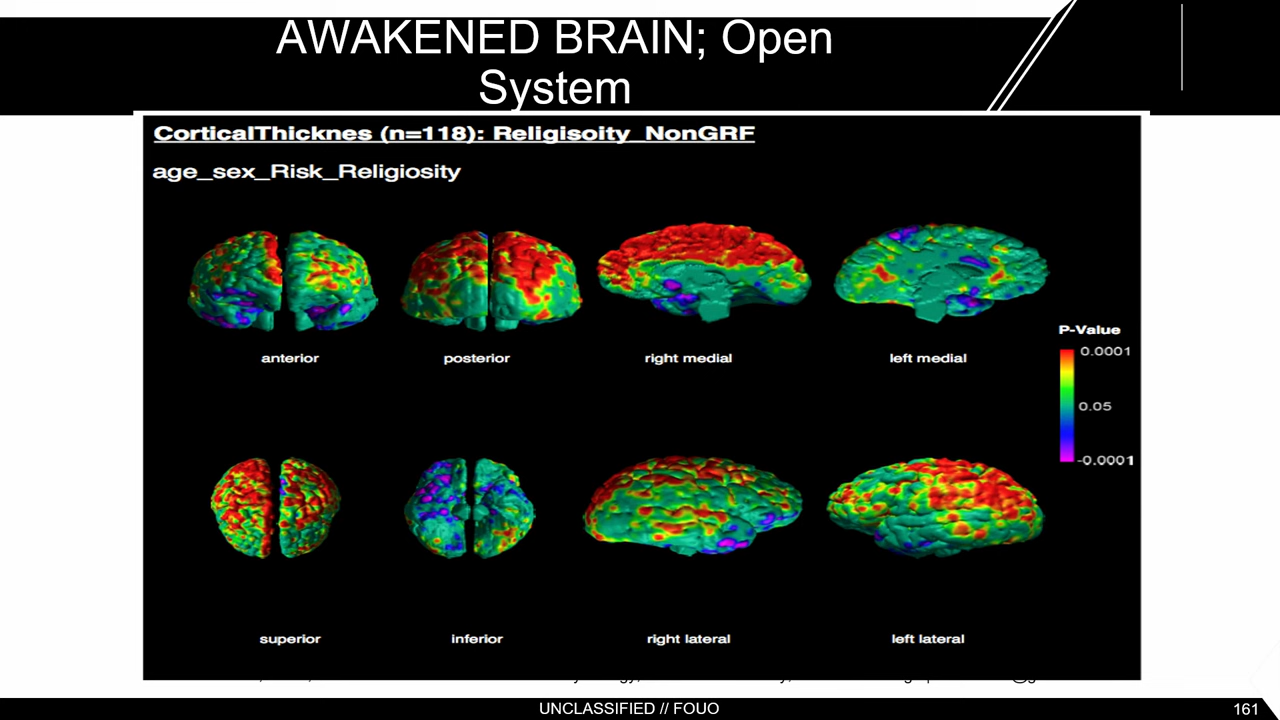 AWAKENED BRAIN; Open
System
CorticalThicknes (n=118): Religisoity_NonGRF
age_sex_Risk_Religiosity
anterior
posterior
right medial
left medial
P-Value
0.0001
0.05
-0.0001
superior
inferior
right lateral
left lateral
UNCLASSIFIED // FOUO
161